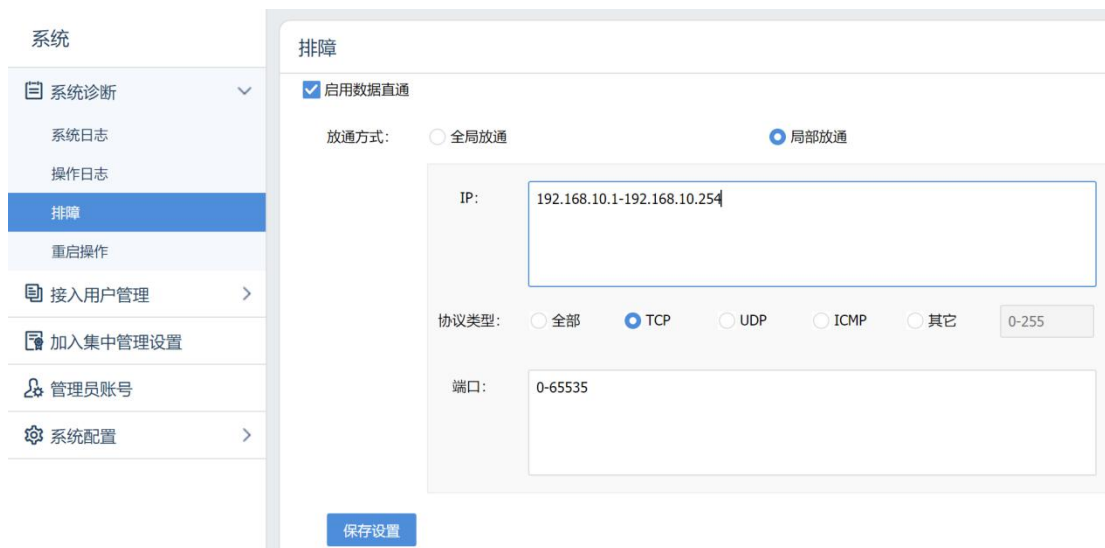 系统
系统诊断
系统日志
操作日志
排障
重启操作
接入用户管理
加入集中管理设置
管理员账号
系统配置
排障
启用数据直通
放通方式: 全局放通 局部放通
IP: 192.168.10.1-192.168.10.254
协议类型: 全部 TCP UDP ICMP 其它 0-255
端口: 0-65535
保存设置